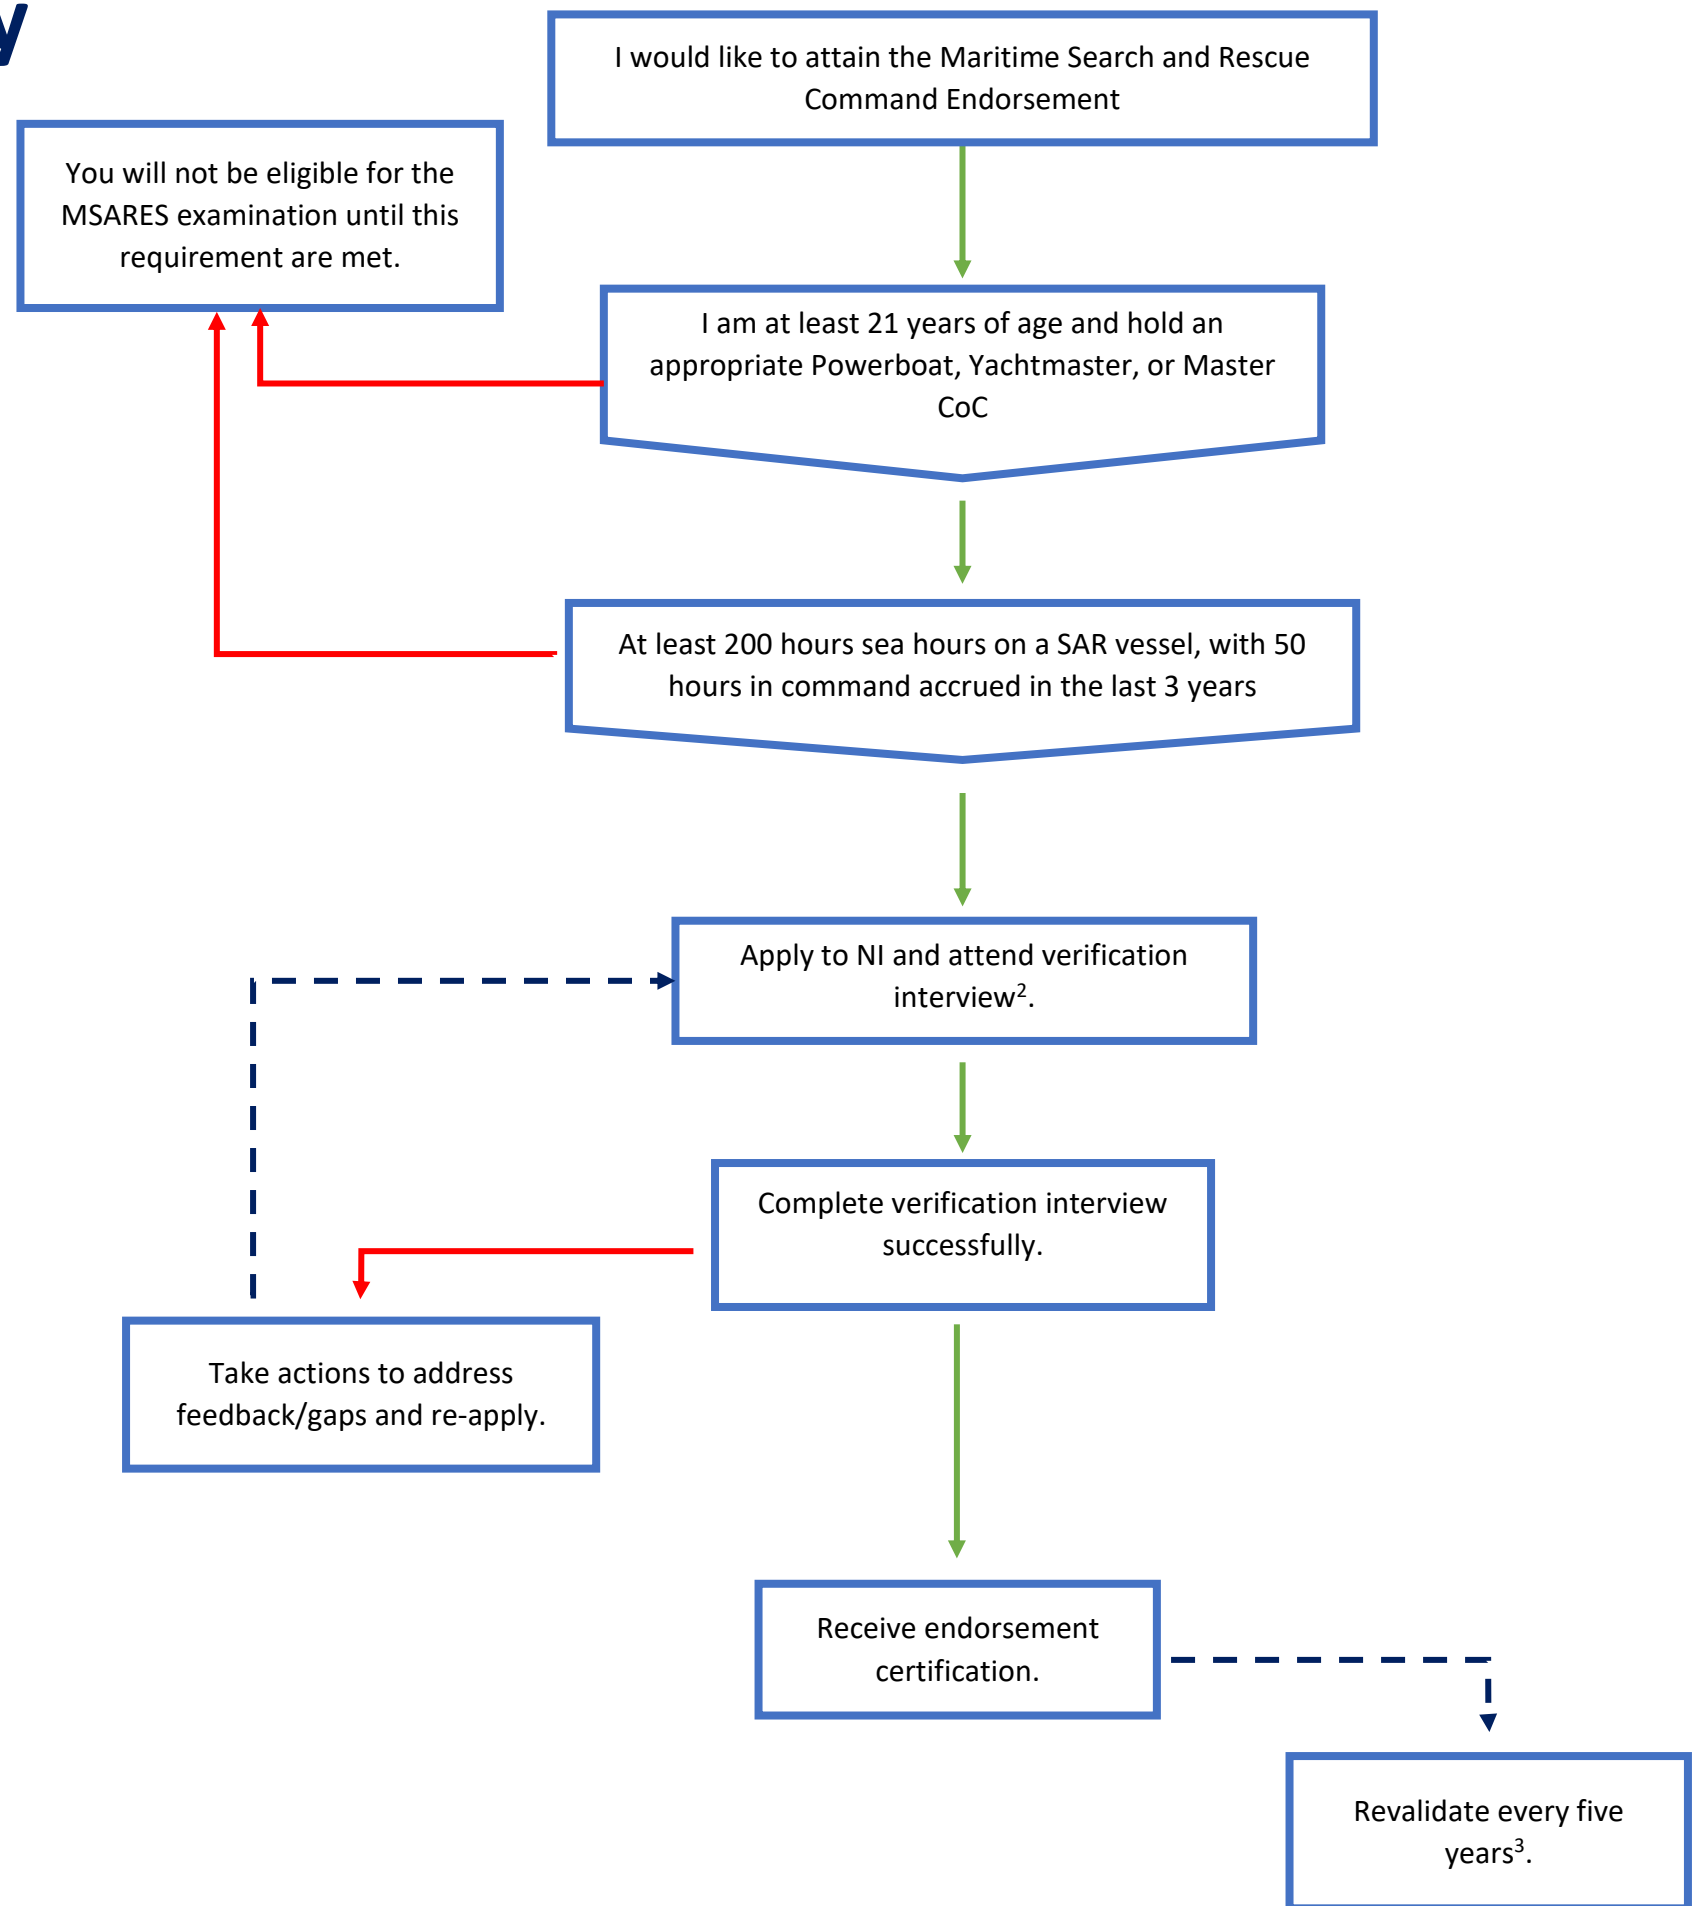 y
I would like to attain the Maritime Search and Rescue
Command Endorsement
You will not be eligible for the
MSARES examination until this
requirement are met.
I am at least 21 years of age and hold an
appropriate Powerboat, Yachtmaster, or Master
CoC
At least 200 hours sea hours on a SAR vessel, with 50
hours in command accrued in the last 3 years
Apply to NI and attend verification
interview².
Complete verification interview
successfully.
Take actions to address
feedback/gaps and re-apply.
Receive endorsement
certification.
Revalidate every five
years³.